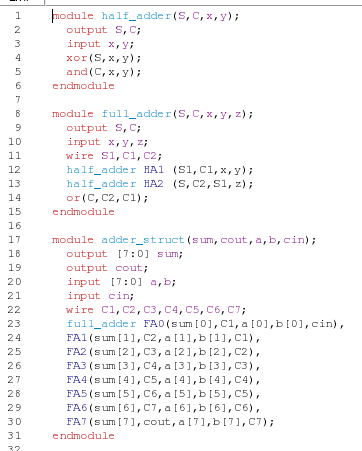 1 module half_adder(S,C,x,y);
2 output S,C;
3 input x,y;
4 xor(S,x,y);
5 and(C,x,y);
6 endmodule
7
8 module full_adder(S,C,x,y,z);
9 output S,C;
10 input x,y,z;
11 wire S1,C1,C2;
12 half_adder HA1 (S1,C1,x,y);
13 half_adder HA2 (S,C2,S1,z);
14 or(C,C2,C1);
15 endmodule
16
17 module adder_struct(sum,cout,a,b,cin);
18 output [7:0] sum;
19 output cout;
20 input [7:0] a,b;
21 input cin;
22 wire C1,C2,C3,C4,C5,C6,C7;
23 full_adder FA0(sum[0],C1,a[0],b[0],cin),
24 FA1(sum[1],C2,a[1],b[1],C1),
25 FA2(sum[2],C3,a[2],b[2],C2),
26 FA3(sum[3],C4,a[3],b[3],C3),
27 FA4(sum[4],C5,a[4],b[4],C4),
28 FA5(sum[5],C6,a[5],b[5],C5),
29 FA6(sum[6],C7,a[6],b[6],C6),
30 FA7(sum[7],cout,a[7],b[7],C7);
31 endmodule
32